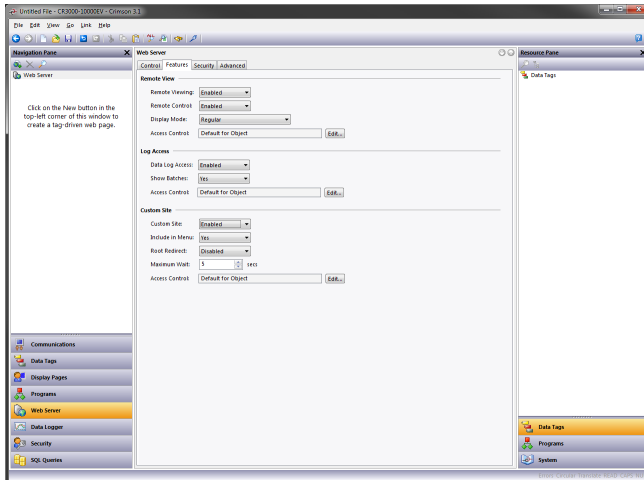 Untitled File - CR3000-10000EV - Crimson 3.1
File Edit View Go Link Help
Navigation Pane
Web Server
Click on the New button in the
top-left corner of this window to
create a tag-driven web page.
Communications
Data Tags
Display Pages
Programs
Web Server
Data Logger
Security
SQL Queries
Web Server
Control Features Security Advanced
Remote View
Remote Viewing: Enabled
Remote Control: Enabled
Display Mode: Regular
Access Control: Default for Object Edit...
Log Access
Data Log Access: Enabled
Show Batches: Yes
Access Control: Default for Object Edit...
Custom Site
Custom Site: Enabled
Include in Menu: Yes
Root Redirect: Disabled
Maximum Wait: 5 secs
Access Control: Default for Object Edit...
Resource Pane
Data Tags
Data Tags
Programs
System
Errors Circular Translate READ CAPS